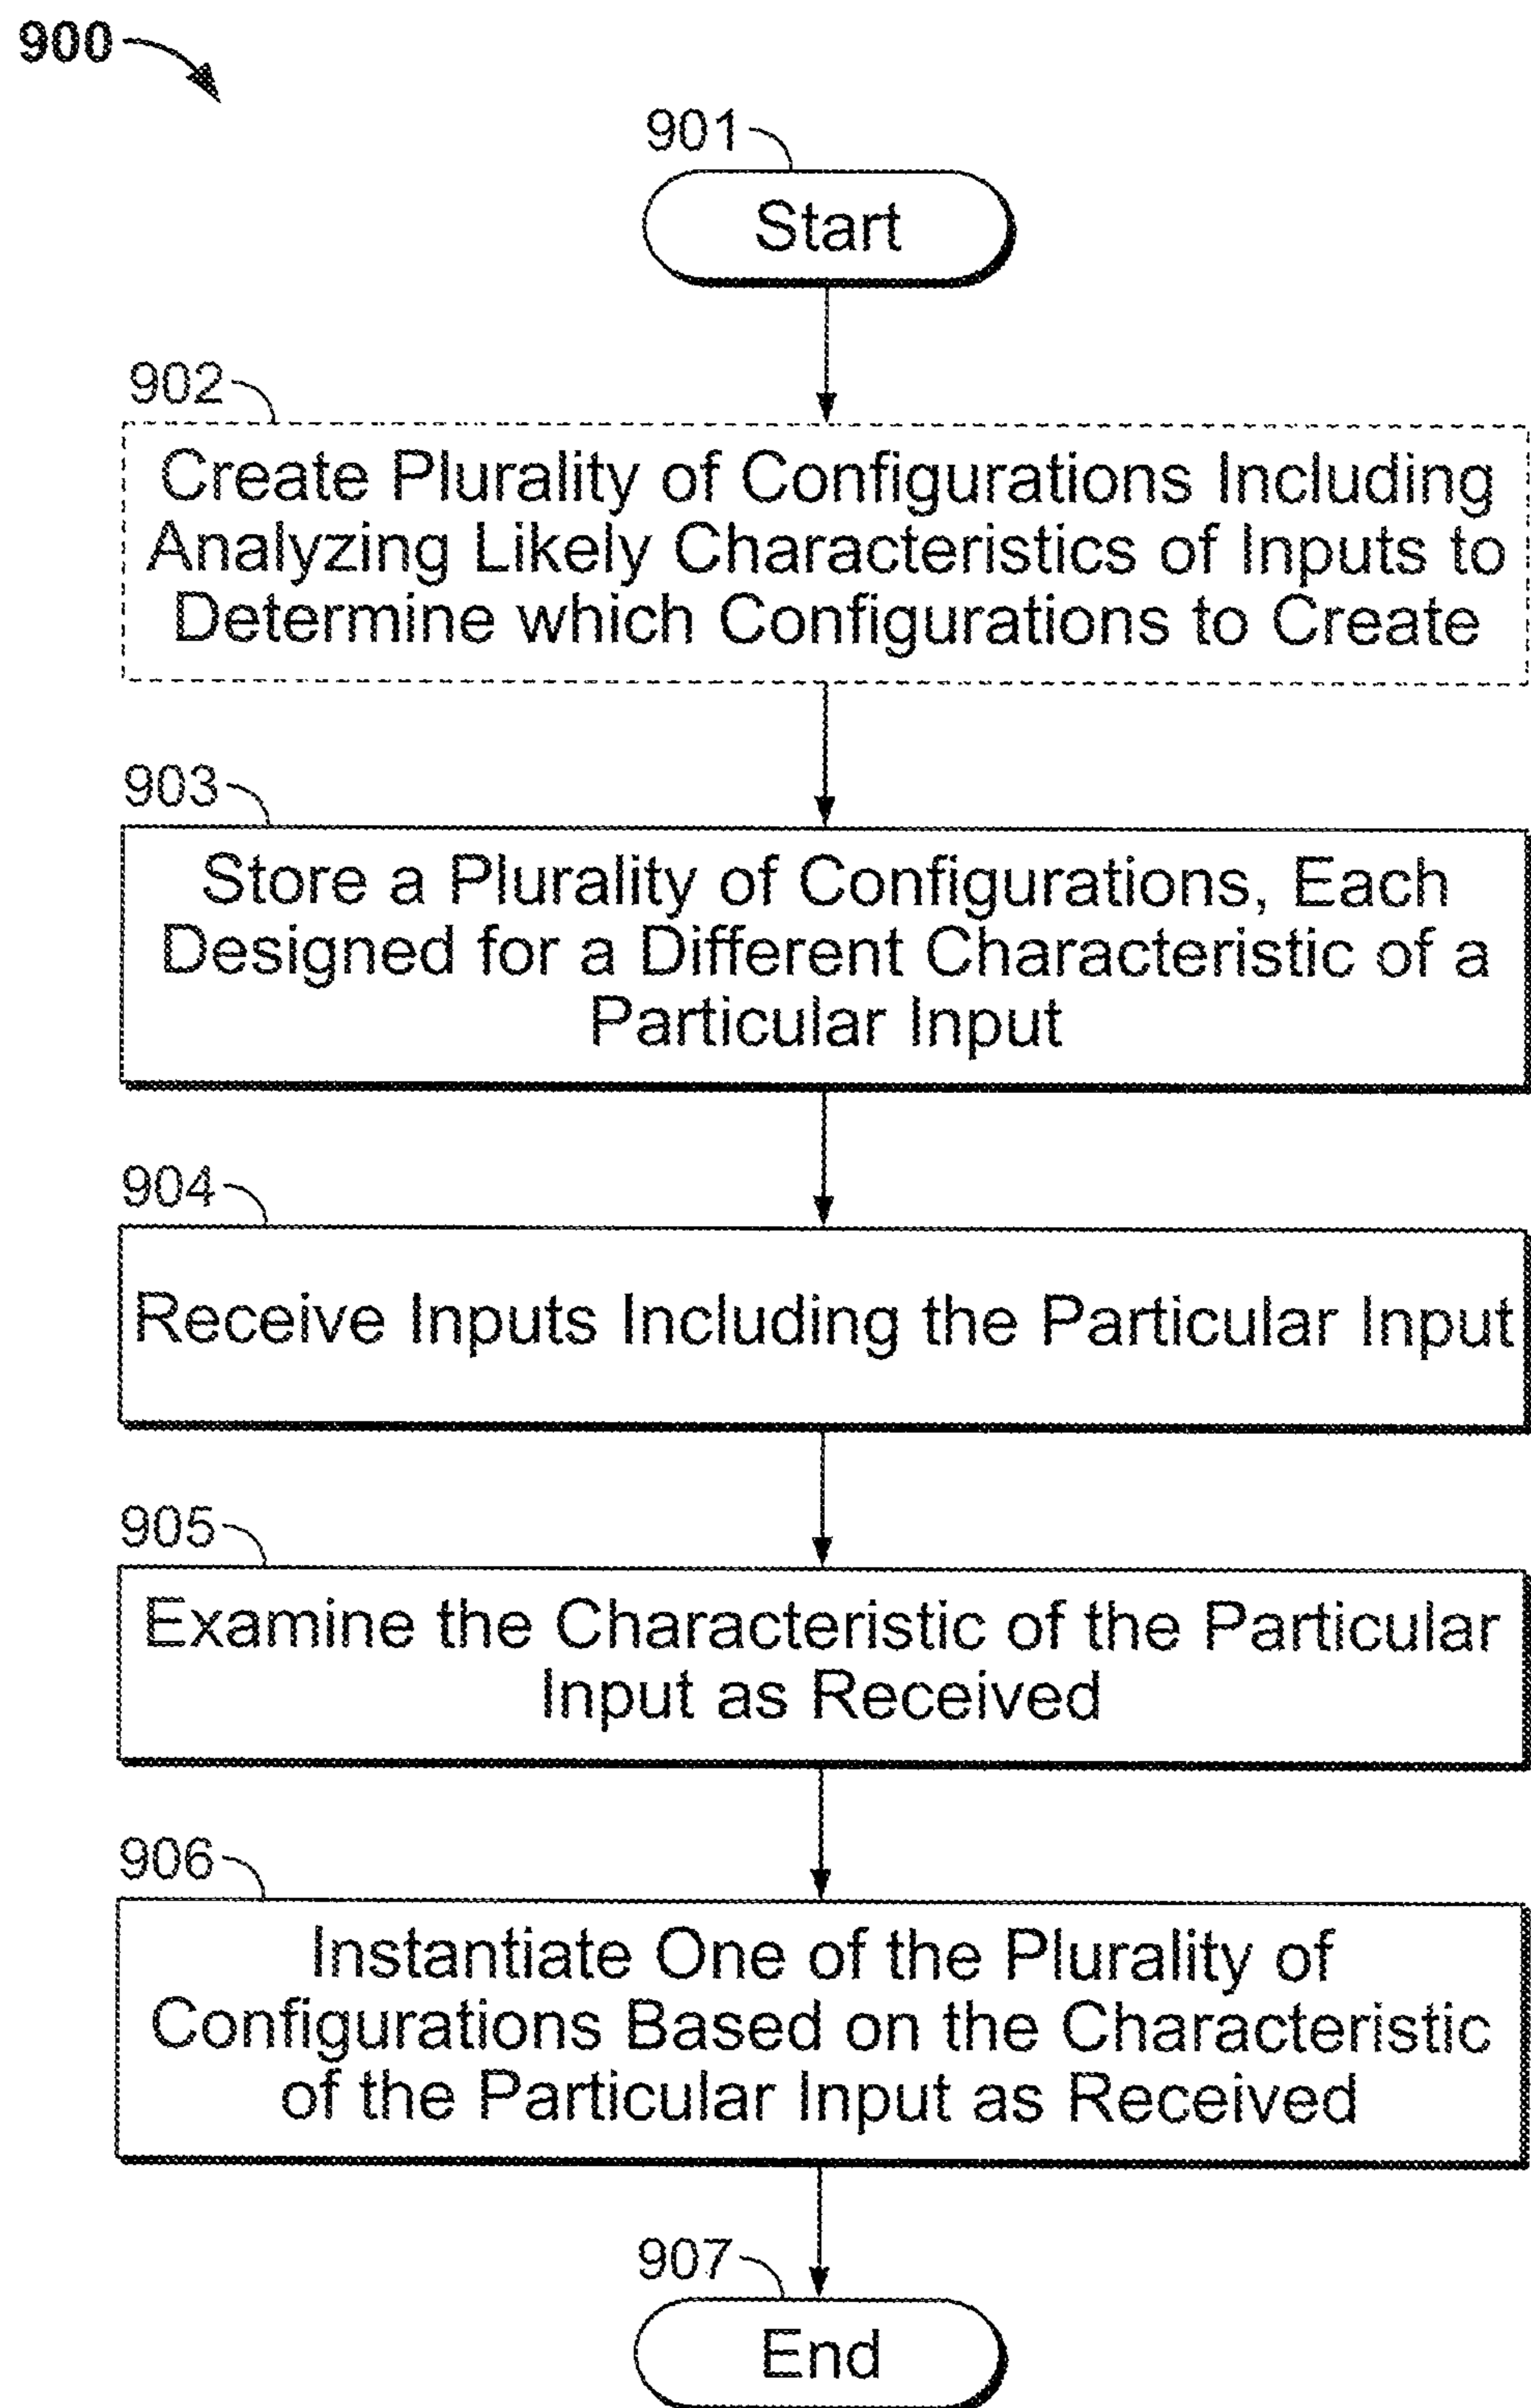 900
901
Start
902
Create Plurality of Configurations Including
Analyzing Likely Characteristics of Inputs to
Determine which Configurations to Create
903
Store a Plurality of Configurations, Each
Designed for a Different Characteristic of a
Particular Input
904
Receive Inputs Including the Particular Input
905
Examine the Characteristic of the Particular
Input as Received
906
Instantiate One of the Plurality of
Configurations Based on the Characteristic
of the Particular Input as Received
907
End